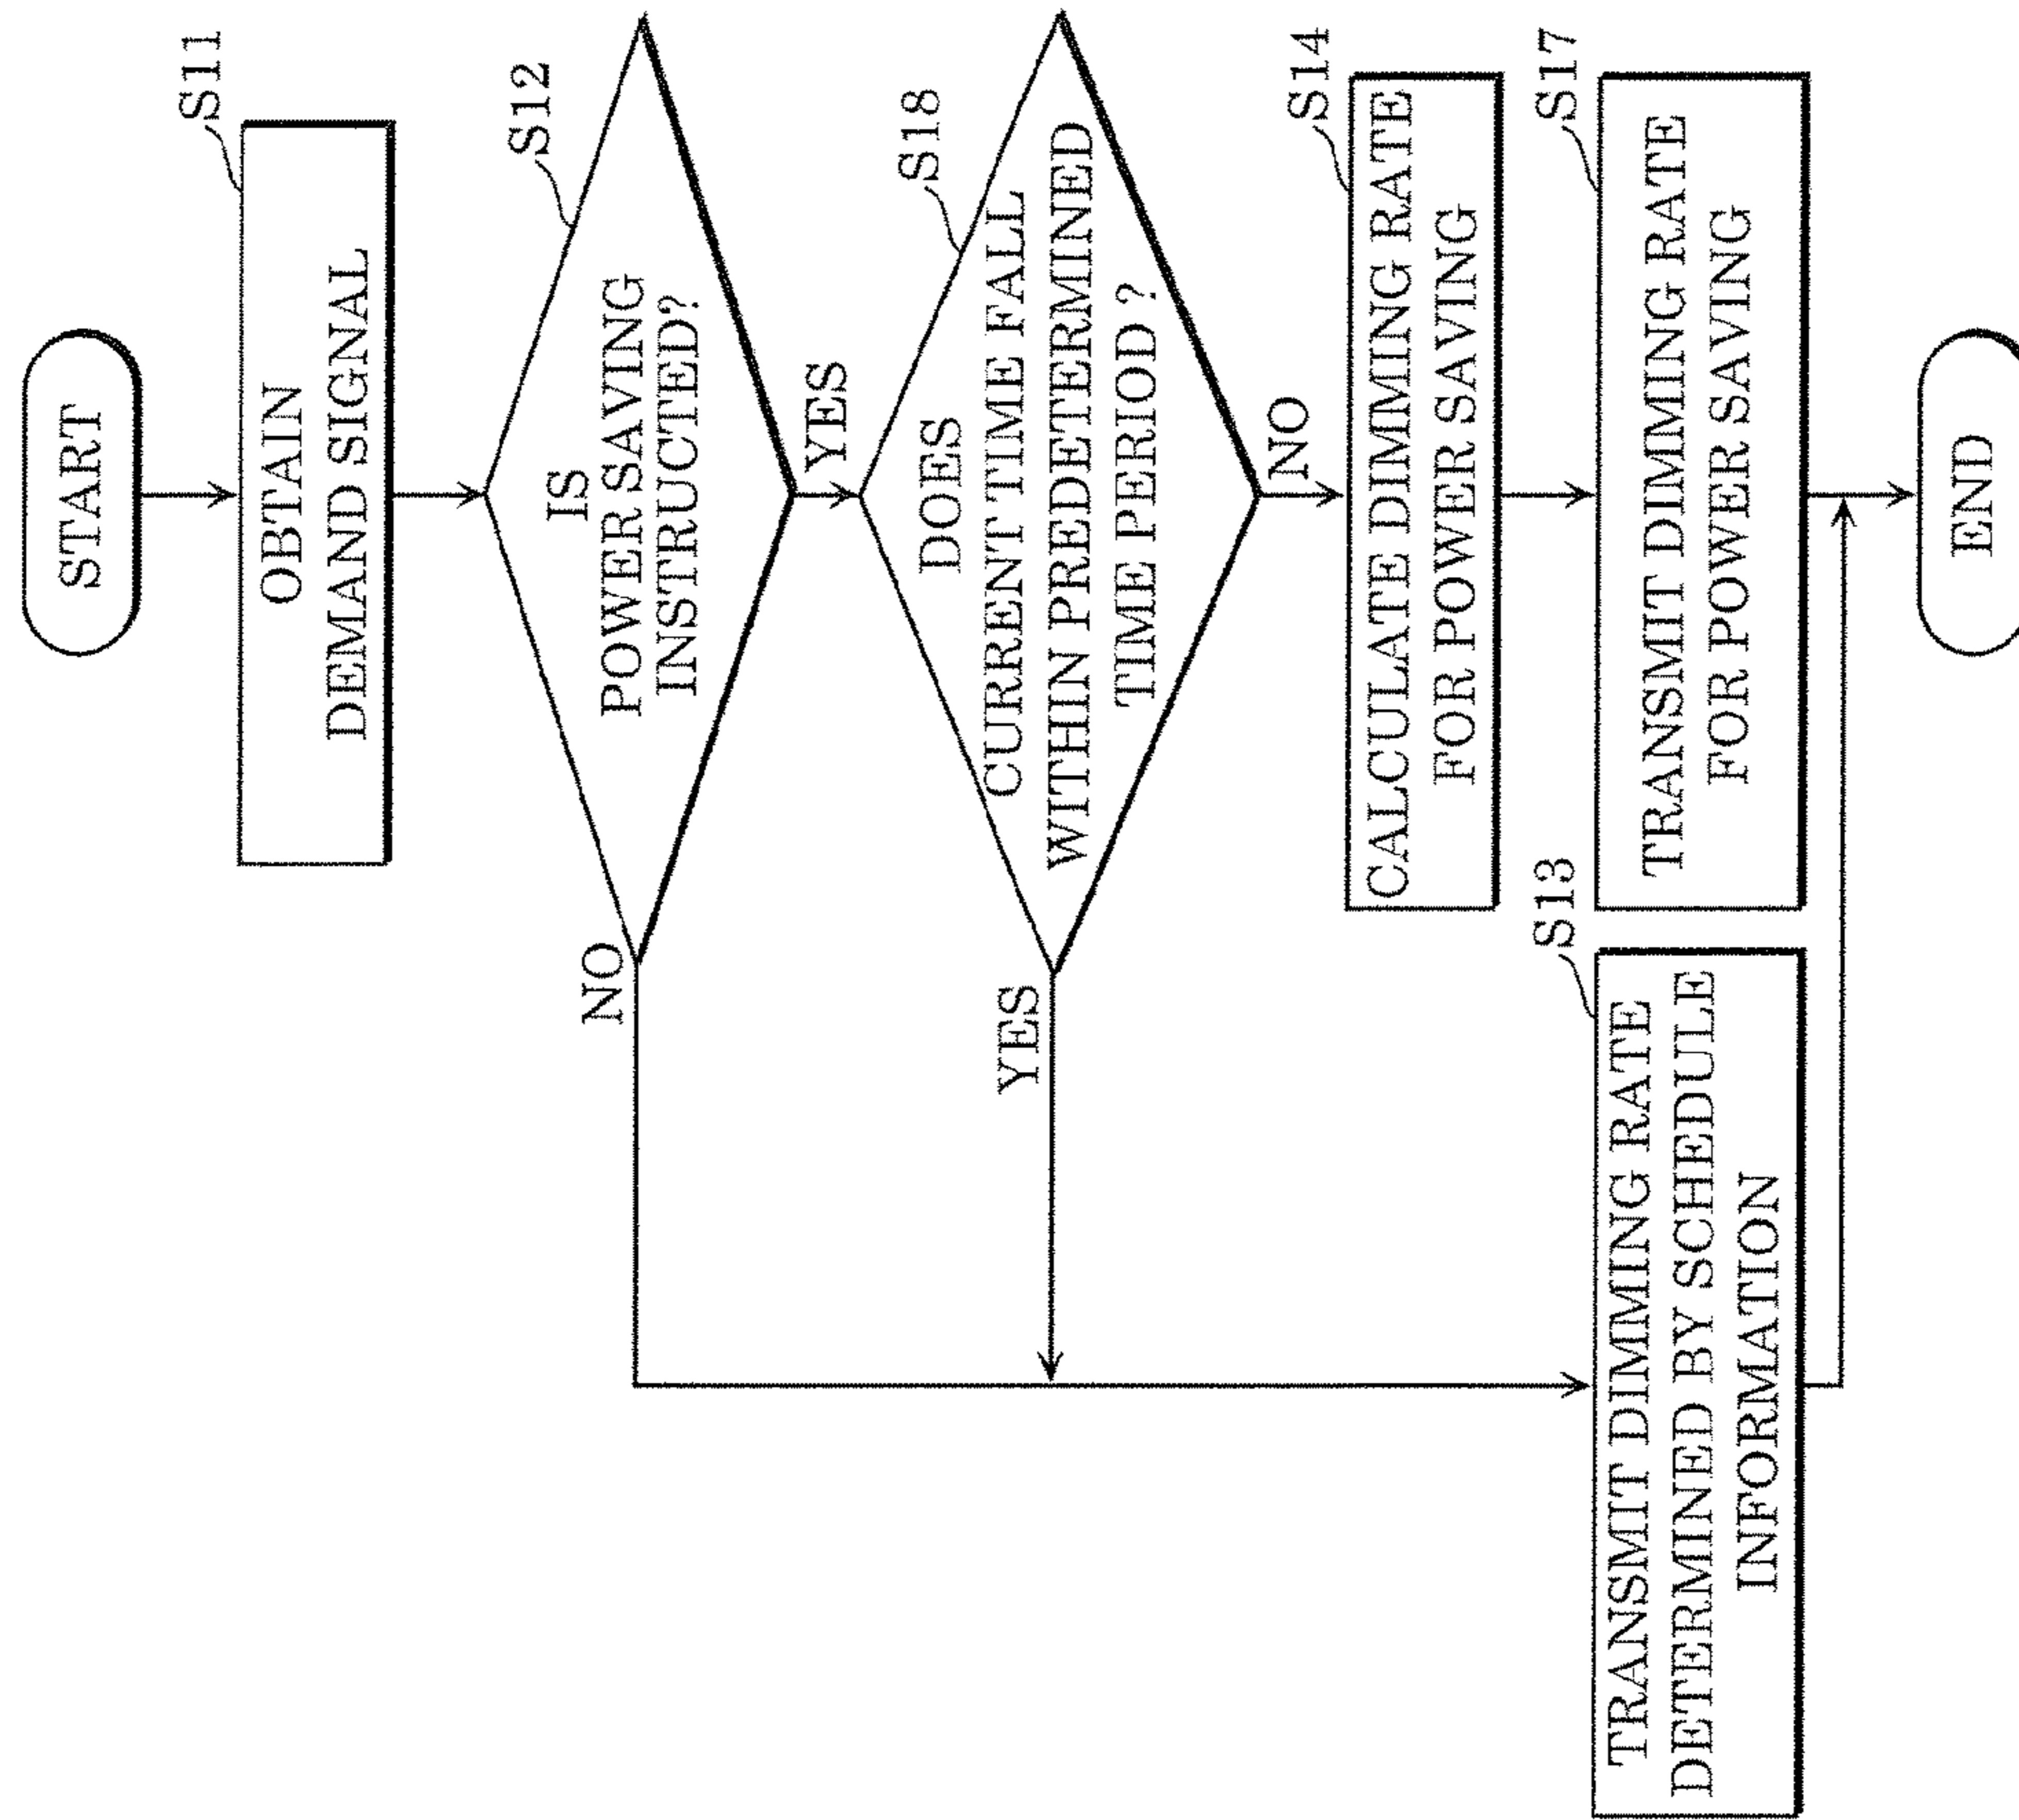 START
S11
OBTAIN
DEMAND SIGNAL
S12
IS
POWER SAVING
INSTRUCTED?
NO
YES
S18
DOES
CURRENT TIME FALL
WITHIN PREDETERMINED
TIME PERIOD ?
YES
NO
S14
CALCULATE DIMMING RATE
FOR POWER SAVING
S13
TRANSMIT DIMMING RATE
DETERMINED BY SCHEDULE
INFORMATION
S17
TRANSMIT DIMMING RATE
FOR POWER SAVING
END